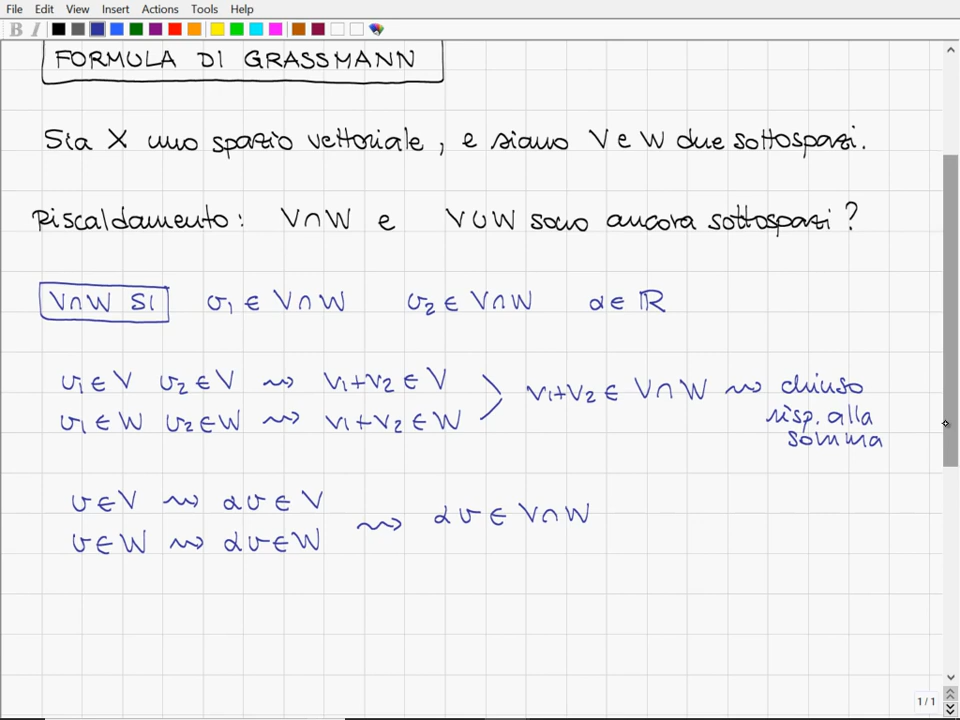 File Edit View Insert Actions Tools Help
B I
FORMULA DI GRASSMANN
Sia X uno spazio vettoriale, e siano V e W due sottospazi.
Riscaldamento: V∩W e V∪W sono ancora sottospazi?
V∩W SI v₁ ∈ V∩W v₂ ∈ V∩W α ∈ ℝ
v₁ ∈ V v₂ ∈ V ⇝ v₁+v₂ ∈ V
v₁ ∈ W v₂ ∈ W ⇝ v₁+v₂ ∈ W
v₁+v₂ ∈ V∩W ⇝ chiuso
risp. alla
somma
v ∈ V ⇝ αv ∈ V
v ∈ W ⇝ αv ∈ W
⇝ αv ∈ V∩W
1/1